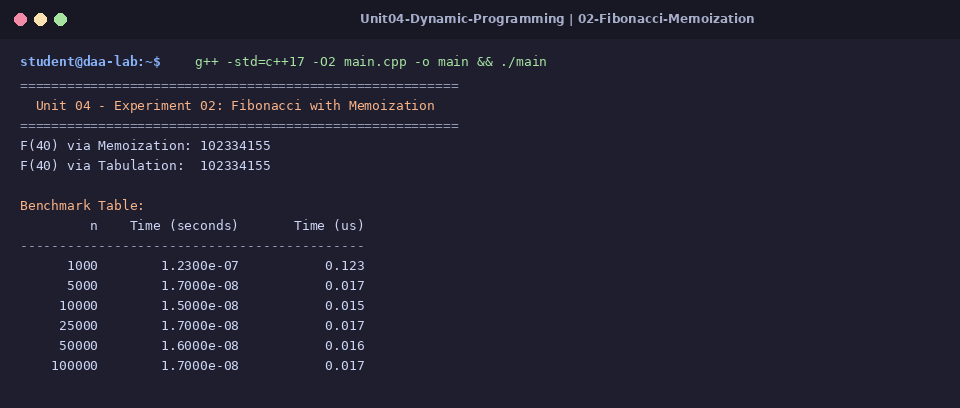 Unit04-Dynamic-Programming | 02-Fibonacci-Memoization
student@daa-lab:~$ g++ -std=c++17 -O2 main.cpp -o main && ./main
========================================================
Unit 04 - Experiment 02: Fibonacci with Memoization
========================================================
F(40) via Memoization: 102334155
F(40) via Tabulation:  102334155
Benchmark Table:
n    Time (seconds)       Time (us)
--------------------------------------------
1000        1.2300e-07           0.123
5000        1.7000e-08           0.017
10000        1.5000e-08           0.015
25000        1.7000e-08           0.017
50000        1.6000e-08           0.016
100000        1.7000e-08           0.017